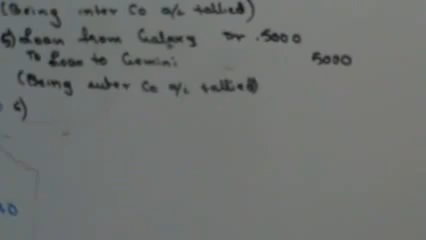 (Being inter Co a/c tallied)
5) Loan from Galaxy Dr. 5000
To Loan to Gemini 5000
(Being inter Co a/c tallied)
6)